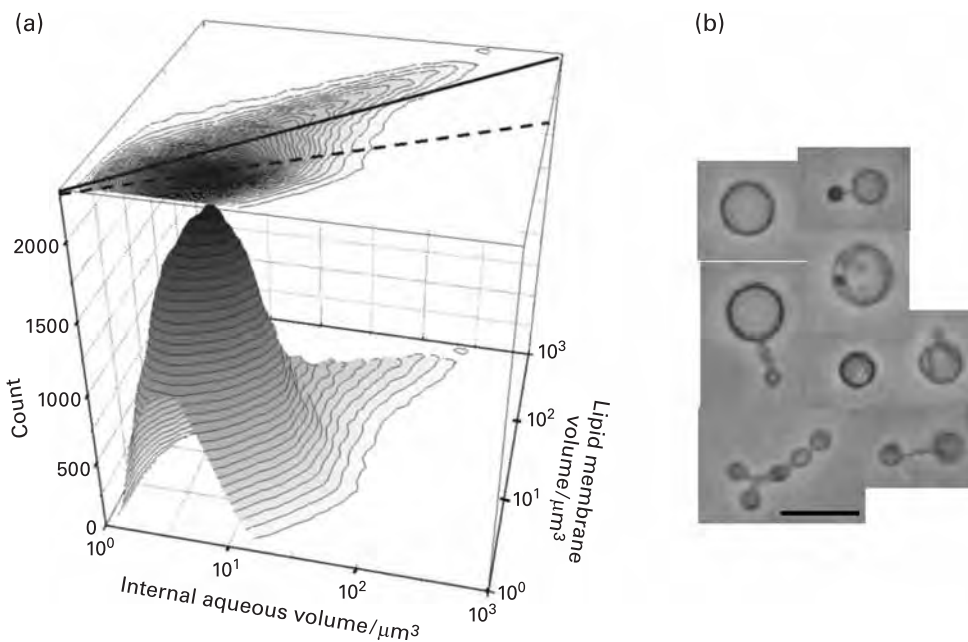 (a)
(b)
2000
1500
1000
500
0
Count
10⁰
10¹
10²
10³
Internal aqueous volume/μm³
10⁰
10¹
10²
10³
Lipid membrane
volume/μm³